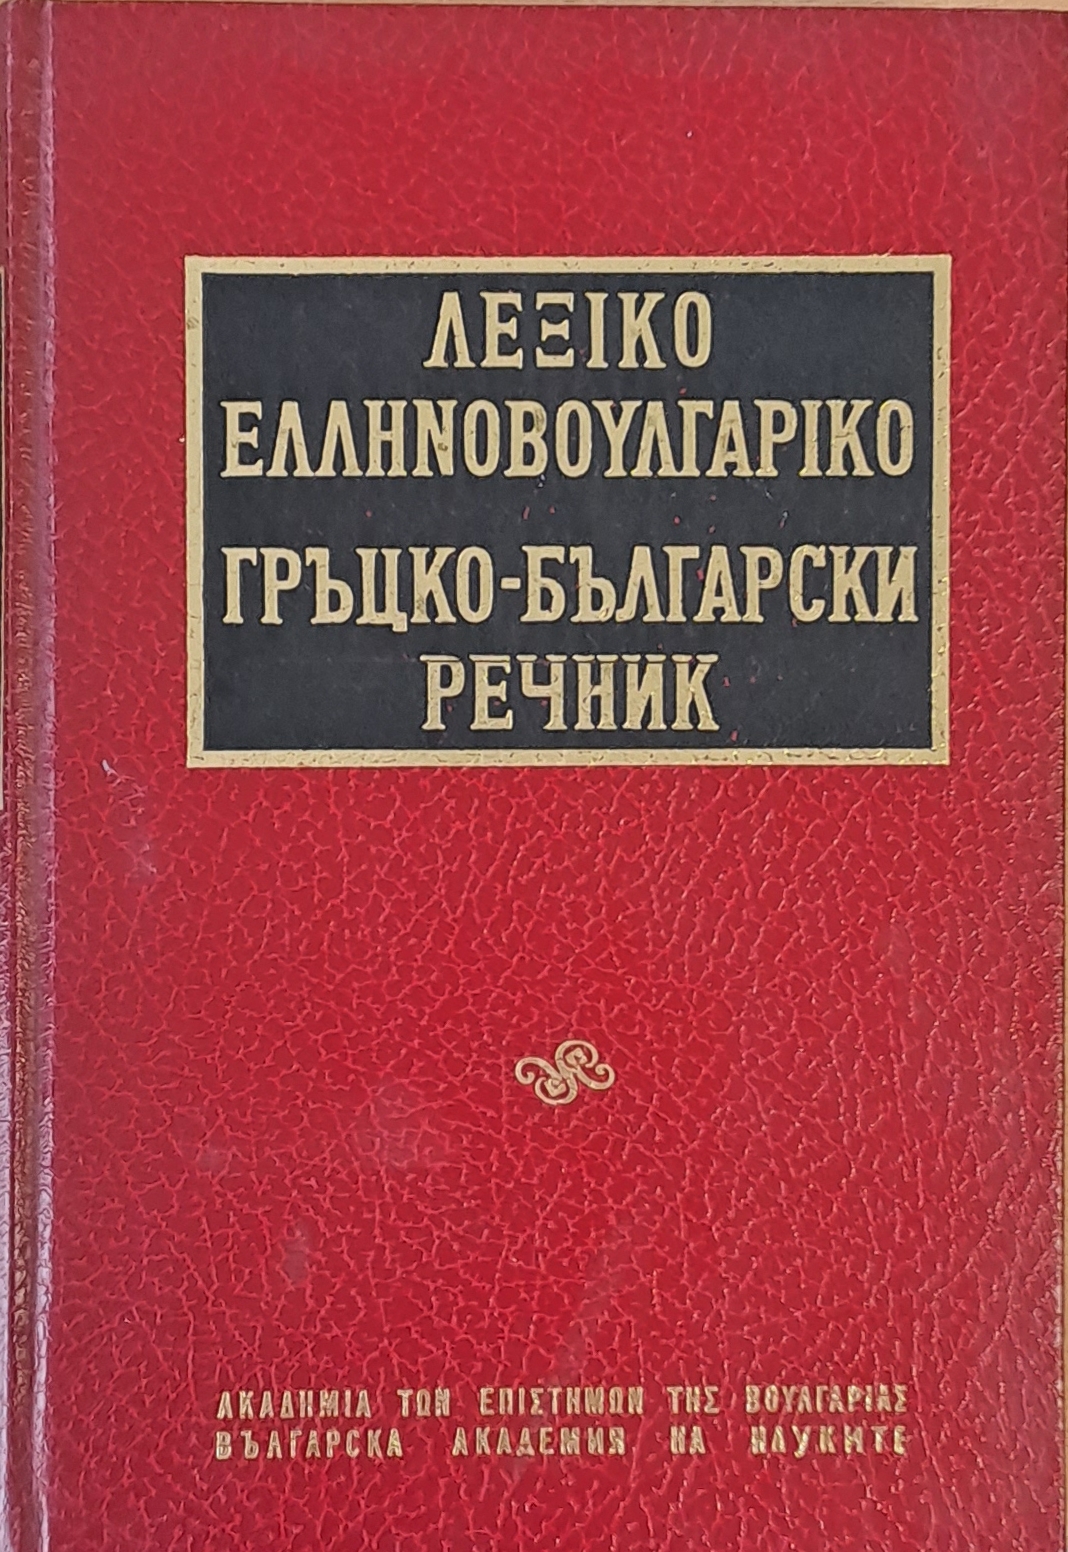 ΛΕΞΙΚΟ
ΕΛΛΗΝΟΒΟΥΛΓΑΡΙΚΟ
ГРЪЦКО-БЪЛГАРСКИ
РЕЧНИК
ΑΚΑΔΗΜΙΑ ΤΩΝ ΕΠΙΣΤΗΜΩΝ ΤΗΣ ΒΟΥΛΓΑΡΙΑΣ
БЪЛГАРСКА АКАДЕМИЯ НА НАУКИТЕ